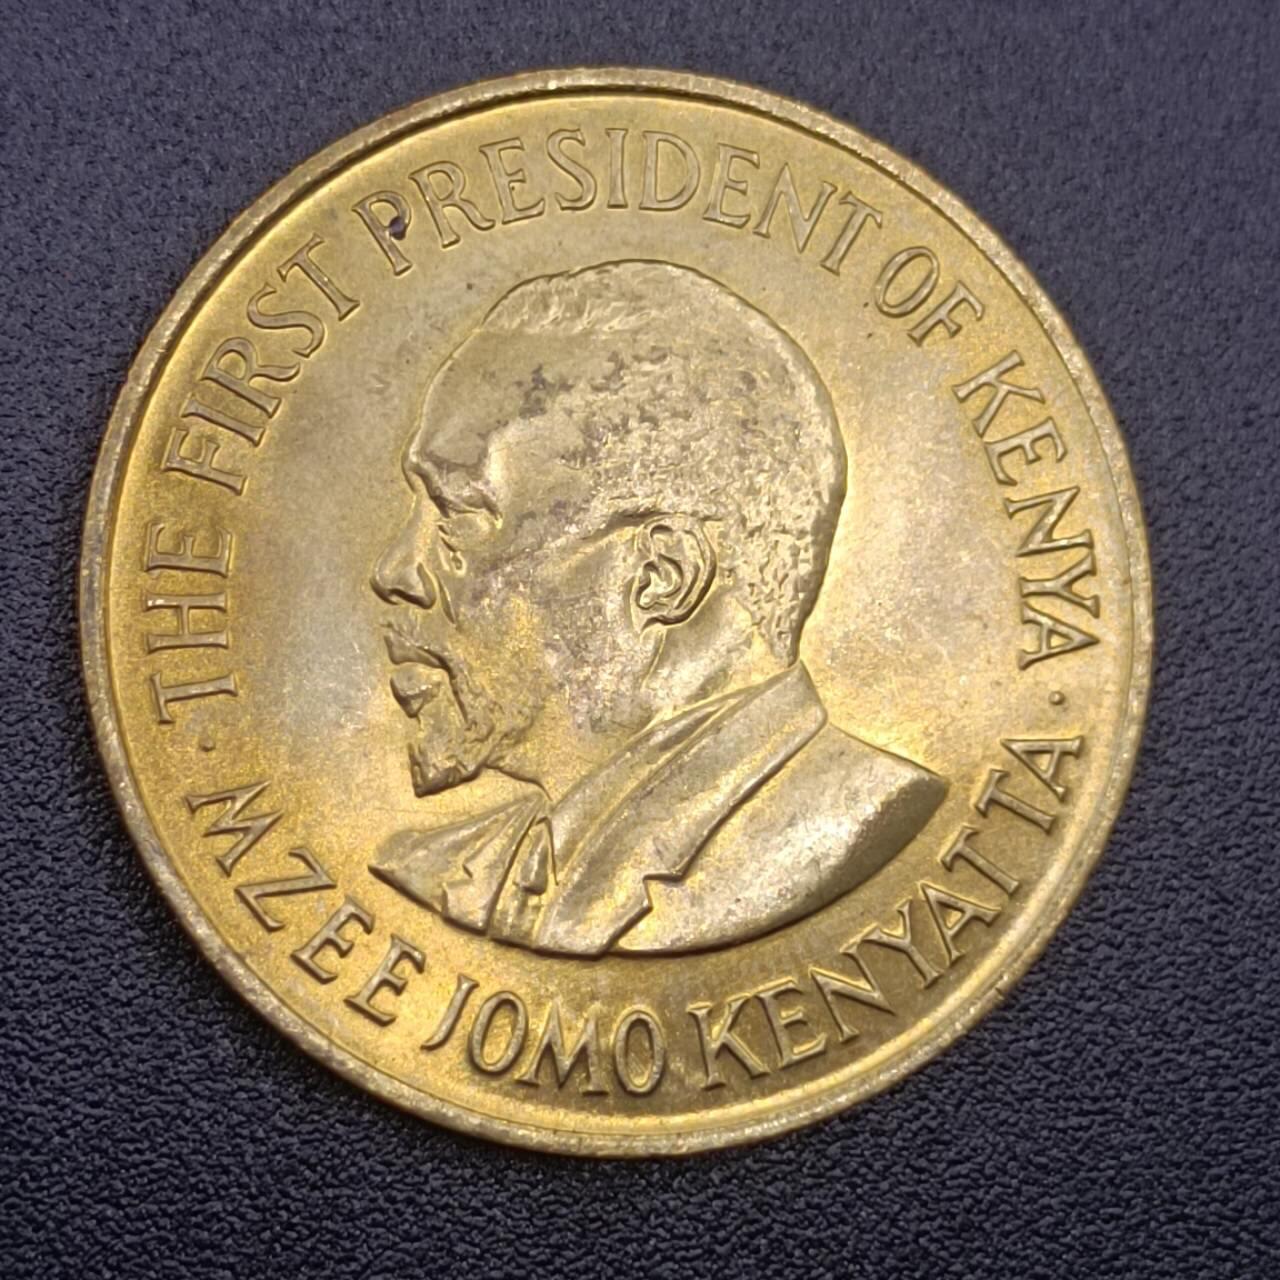 · THE FIRST PRESIDENT OF KENYA ·
MZEE JOMO KENYATTA